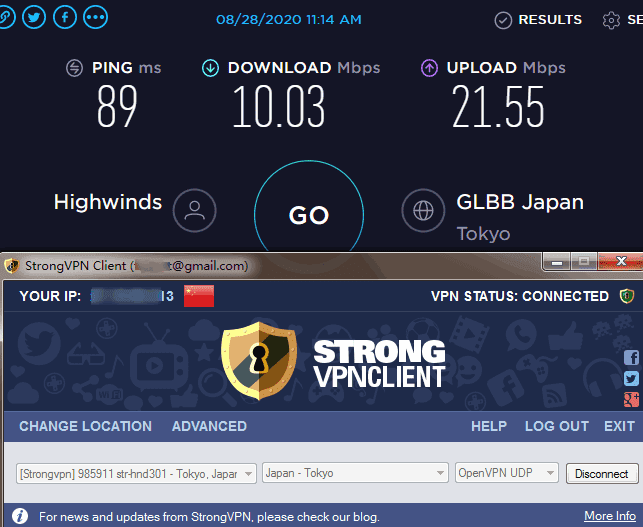 08/28/2020 11:14 AM
RESULTS
SE
PING ms
DOWNLOAD Mbps
UPLOAD Mbps
89
10.03
21.55
Highwinds
GO
GLBB Japan
Tokyo
StrongVPN Client (@gmail.com)
YOUR IP: 13
VPN STATUS: CONNECTED
STRONG
VPNCLIENT
CHANGE LOCATION
ADVANCED
HELP
LOG OUT
EXIT
[Strongvpn] 985911 str-hnd301 - Tokyo, Japan
Japan - Tokyo
OpenVPN UDP
Disconnect
For news and updates from StrongVPN, please check our blog.
More Info